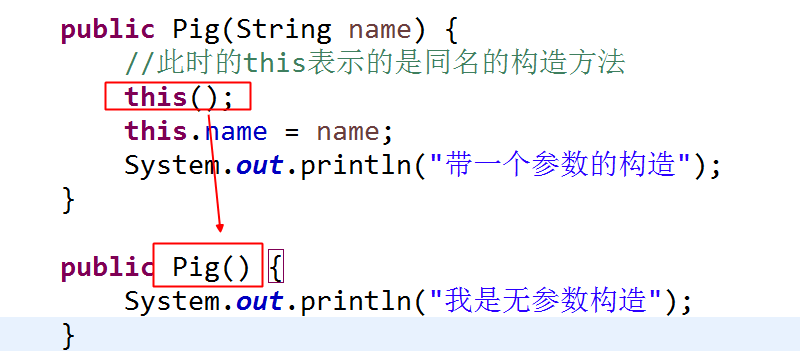 public Pig(String name) {
//此时的this表示的是同名的构造方法
this();
this.name = name;
System.out.println("带一个参数的构造");
}
public Pig() {
System.out.println("我是无参数构造");
}